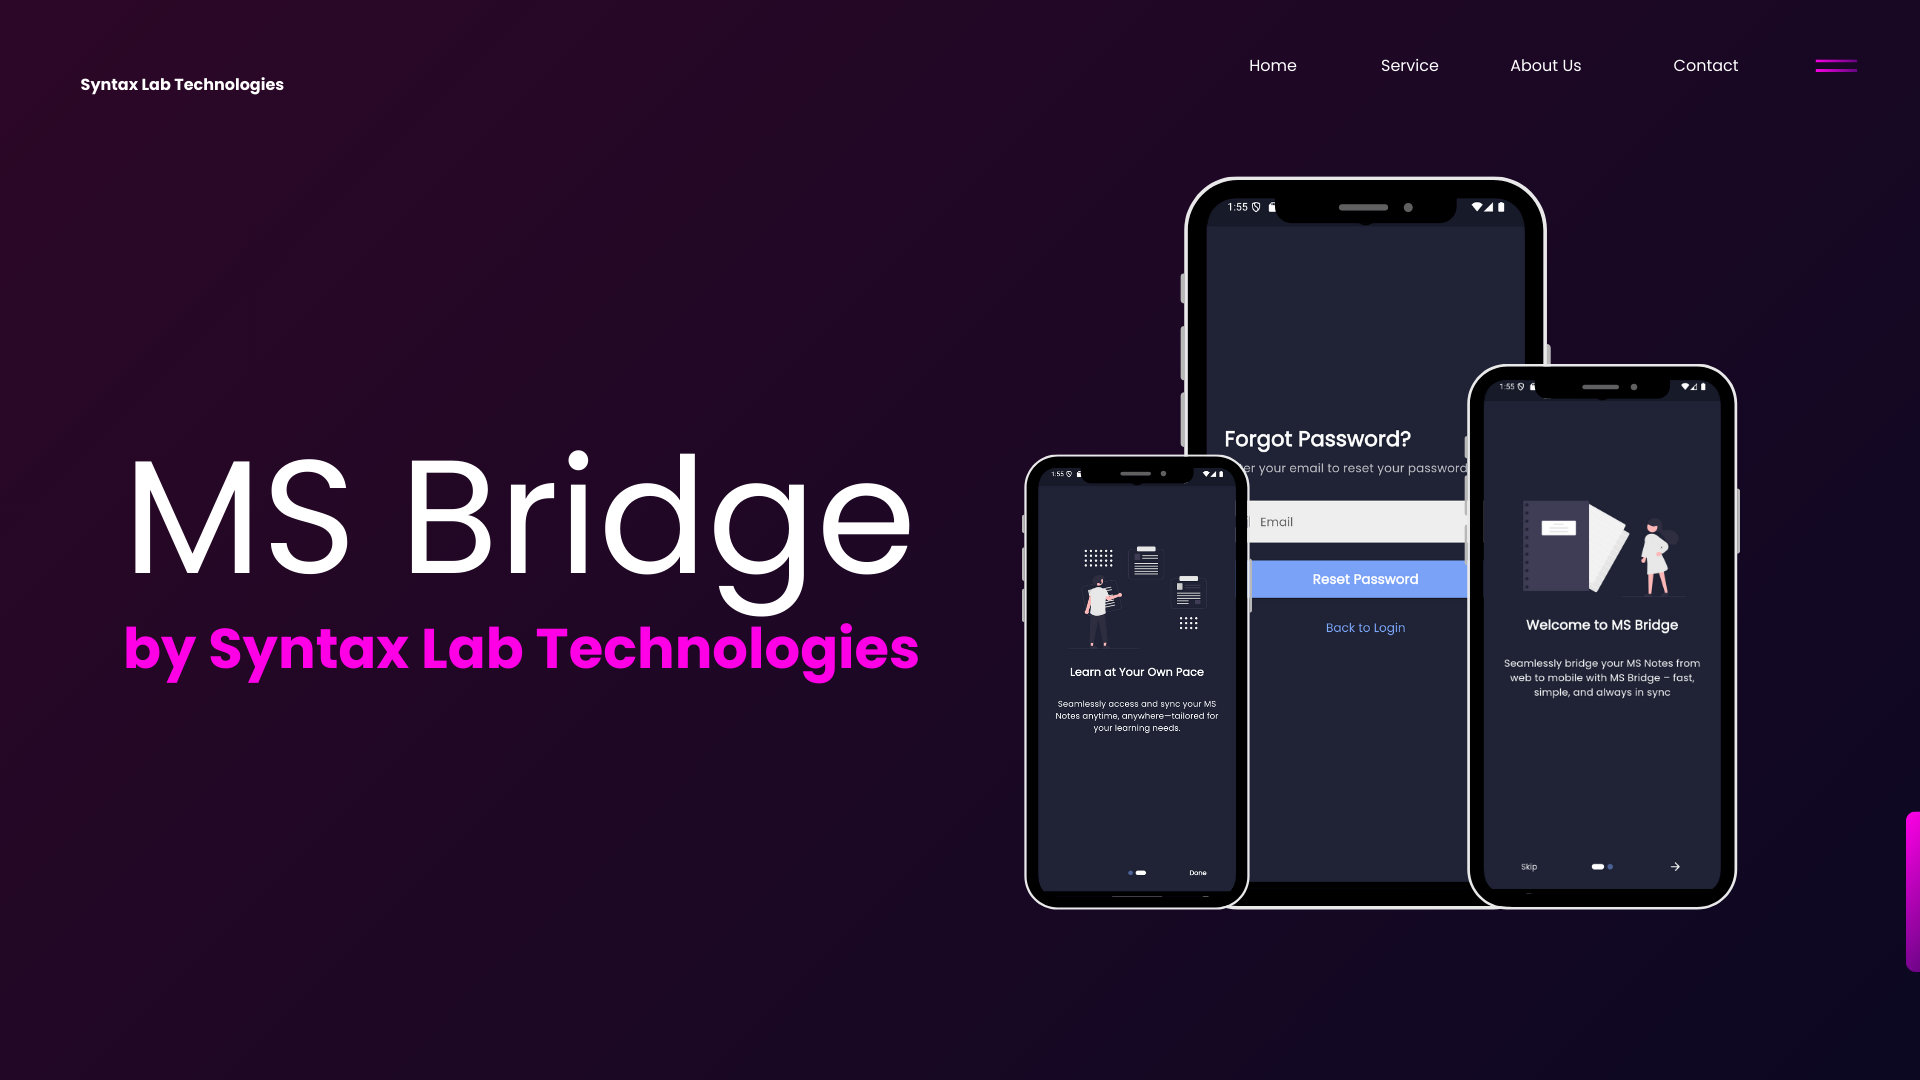 Syntax Lab Technologies
Home
Service
About Us
Contact
MS Bridge
by Syntax Lab Technologies
1:55
Forgot Password?
your email to reset your password
Email
Reset Password
Back to Login
1:55
Learn at Your Own Pace
Seamlessly access and sync your MS
Notes anytime, anywhere—tailored for
your learning needs.
Done
1:55
Welcome to MS Bridge
Seamlessly bridge your MS Notes from
web to mobile with MS Bridge – fast,
simple, and always in sync
Skip